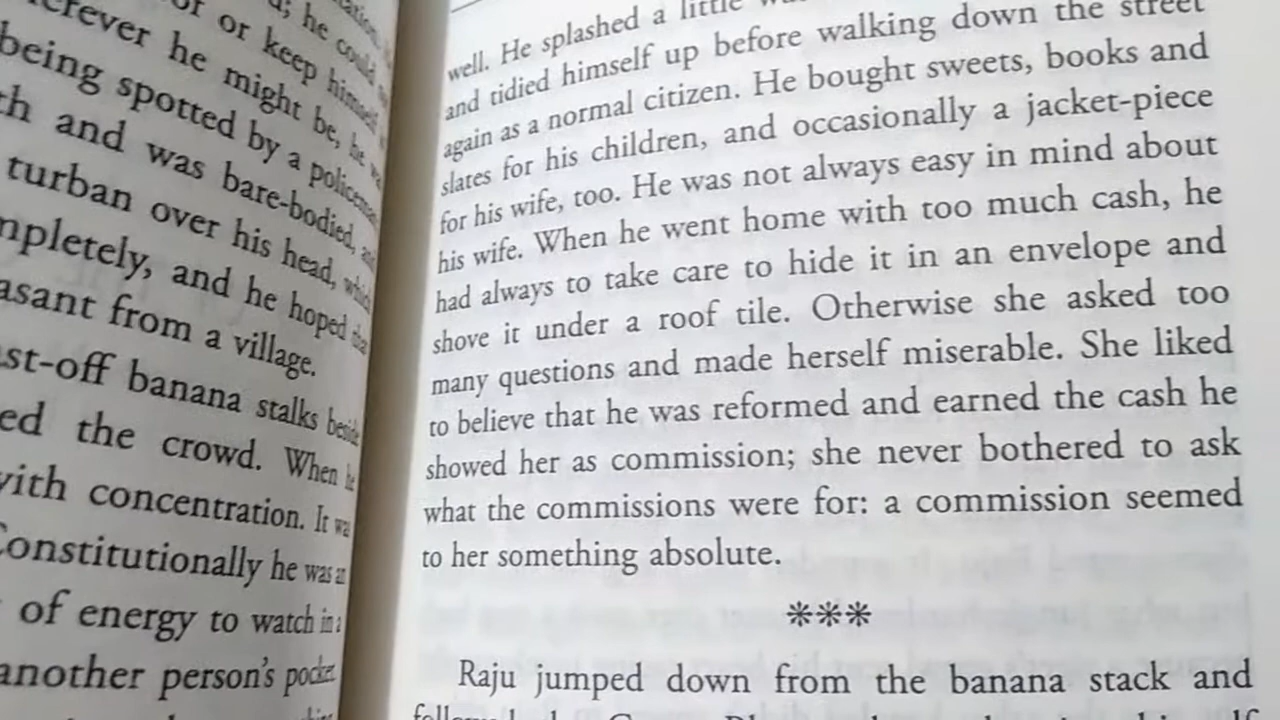 or keep himself
erever he might be, he
being spotted by a policeman
th and was bare-bodied,
turban over his head, which
mpletely, and he hoped
asant from a village.
st-off banana stalks beside
ed the crowd. When he
with concentration. It was
Constitutionally he was an
of energy to watch in a
another person's pocket
well. He splashed a little
and tidied himself up before walking down the street
again as a normal citizen. He bought sweets, books and
slates for his children, and occasionally a jacket-piece
for his wife, too. He was not always easy in mind about
his wife. When he went home with too much cash, he
had always to take care to hide it in an envelope and
shove it under a roof tile. Otherwise she asked too
many questions and made herself miserable. She liked
to believe that he was reformed and earned the cash he
showed her as commission; she never bothered to ask
what the commissions were for: a commission seemed
to her something absolute.
***
Raju jumped down from the banana stack and